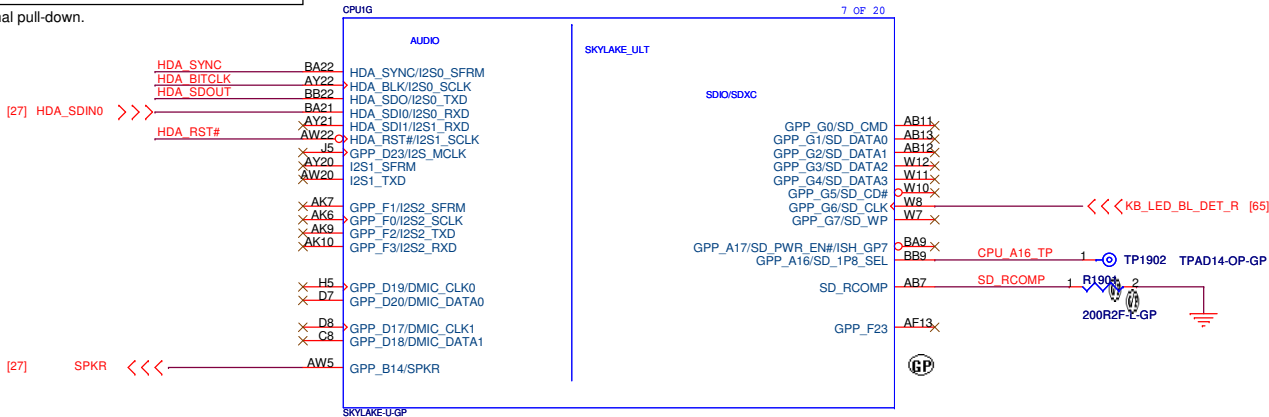 nal pull-down.
CPU1G
7 OF 20
AUDIO
SKYLAKE_ULT
SDIO/SDXC
HDA_SYNC BA22 HDA_SYNC/I2S0_SFRM
HDA_BITCLK AY22 HDA_BLK/I2S0_SCLK
HDA_SDOUT BB22 HDA_SDO/I2S0_TXD
[27] HDA_SDIN0 BA21 HDA_SDI0/I2S0_RXD
AY21 HDA_SDI1/I2S1_RXD
HDA_RST# AW22 HDA_RST#/I2S1_SCLK
J5 GPP_D23/I2S_MCLK
AY20 I2S1_SFRM
AW20 I2S1_TXD
AK7 GPP_F1/I2S2_SFRM
AK6 GPP_F0/I2S2_SCLK
AK9 GPP_F2/I2S2_TXD
AK10 GPP_F3/I2S2_RXD
H5 GPP_D19/DMIC_CLK0
D7 GPP_D20/DMIC_DATA0
D8 GPP_D17/DMIC_CLK1
C8 GPP_D18/DMIC_DATA1
[27] SPKR AW5 GPP_B14/SPKR
GPP_G0/SD_CMD AB11
GPP_G1/SD_DATA0 AB13
GPP_G2/SD_DATA1 AB12
GPP_G3/SD_DATA2 W12
GPP_G4/SD_DATA3 W11
GPP_G5/SD_CD# W10
GPP_G6/SD_CLK W8 KB_LED_BL_DET_R [65]
GPP_G7/SD_WP W7
GPP_A17/SD_PWR_EN#/ISH_GP7 BA9
GPP_A16/SD_1P8_SEL BB9 CPU_A16_TP 1 TP1902 TPAD14-OP-GP
SD_RCOMP AB7 SD_RCOMP 1 R1901 2
200R2F-L-GP
GPP_F23 AF13
GP
SKYLAKE-U-GP